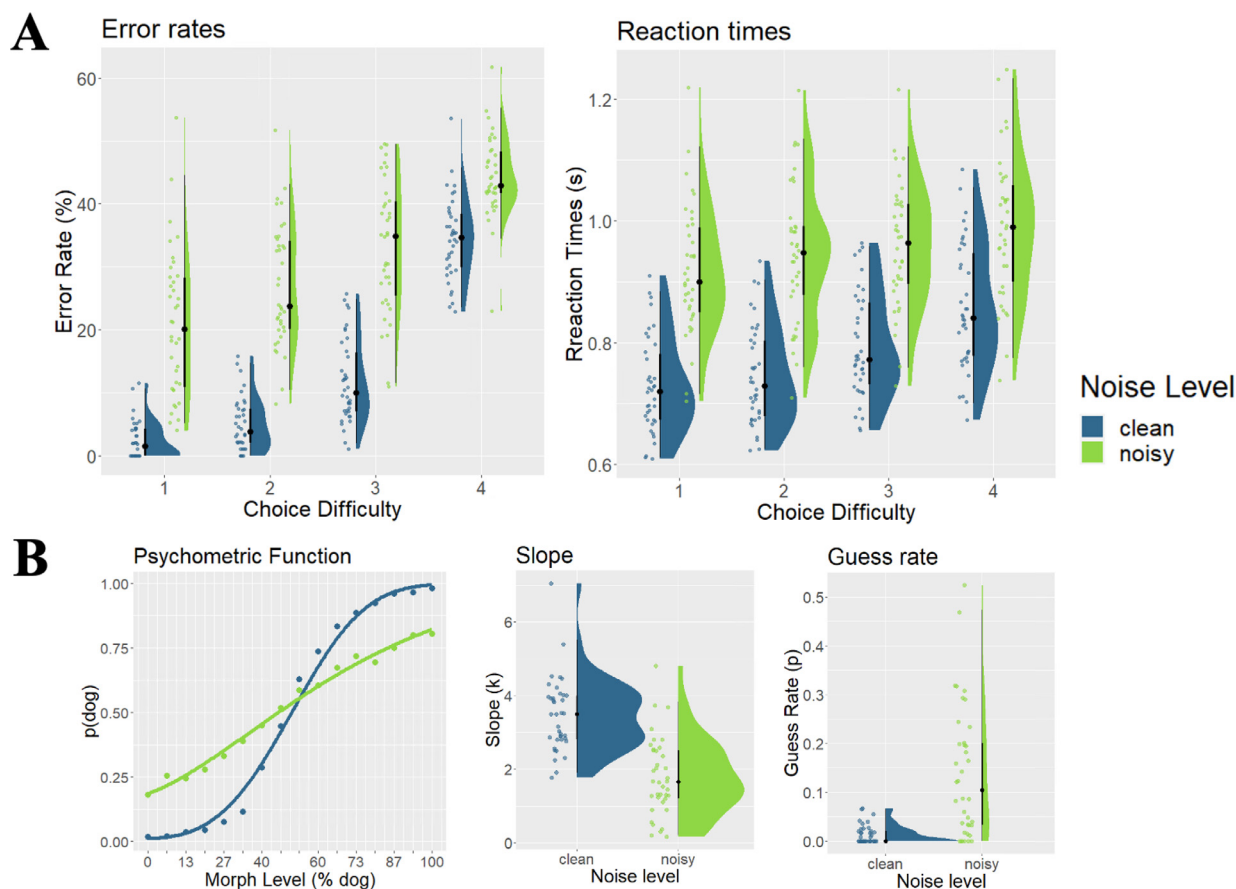 A
Error rates
Error Rate (%)
60
40
20
0
1 2 3 4
Choice Difficulty
Reaction times
Rreaction Times (s)
1.2
1.0
0.8
0.6
1 2 3 4
Choice Difficulty
Noise Level
clean
noisy
B
Psychometric Function
p(dog)
1.00
0.75
0.50
0.25
0.00
0 13 27 40 60 73 87 100
Morph Level (% dog)
Slope
Slope (k)
6
4
2
0
clean noisy
Noise level
Guess rate
Guess Rate (p)
0.5
0.4
0.3
0.2
0.1
0.0
clean noisy
Noise level